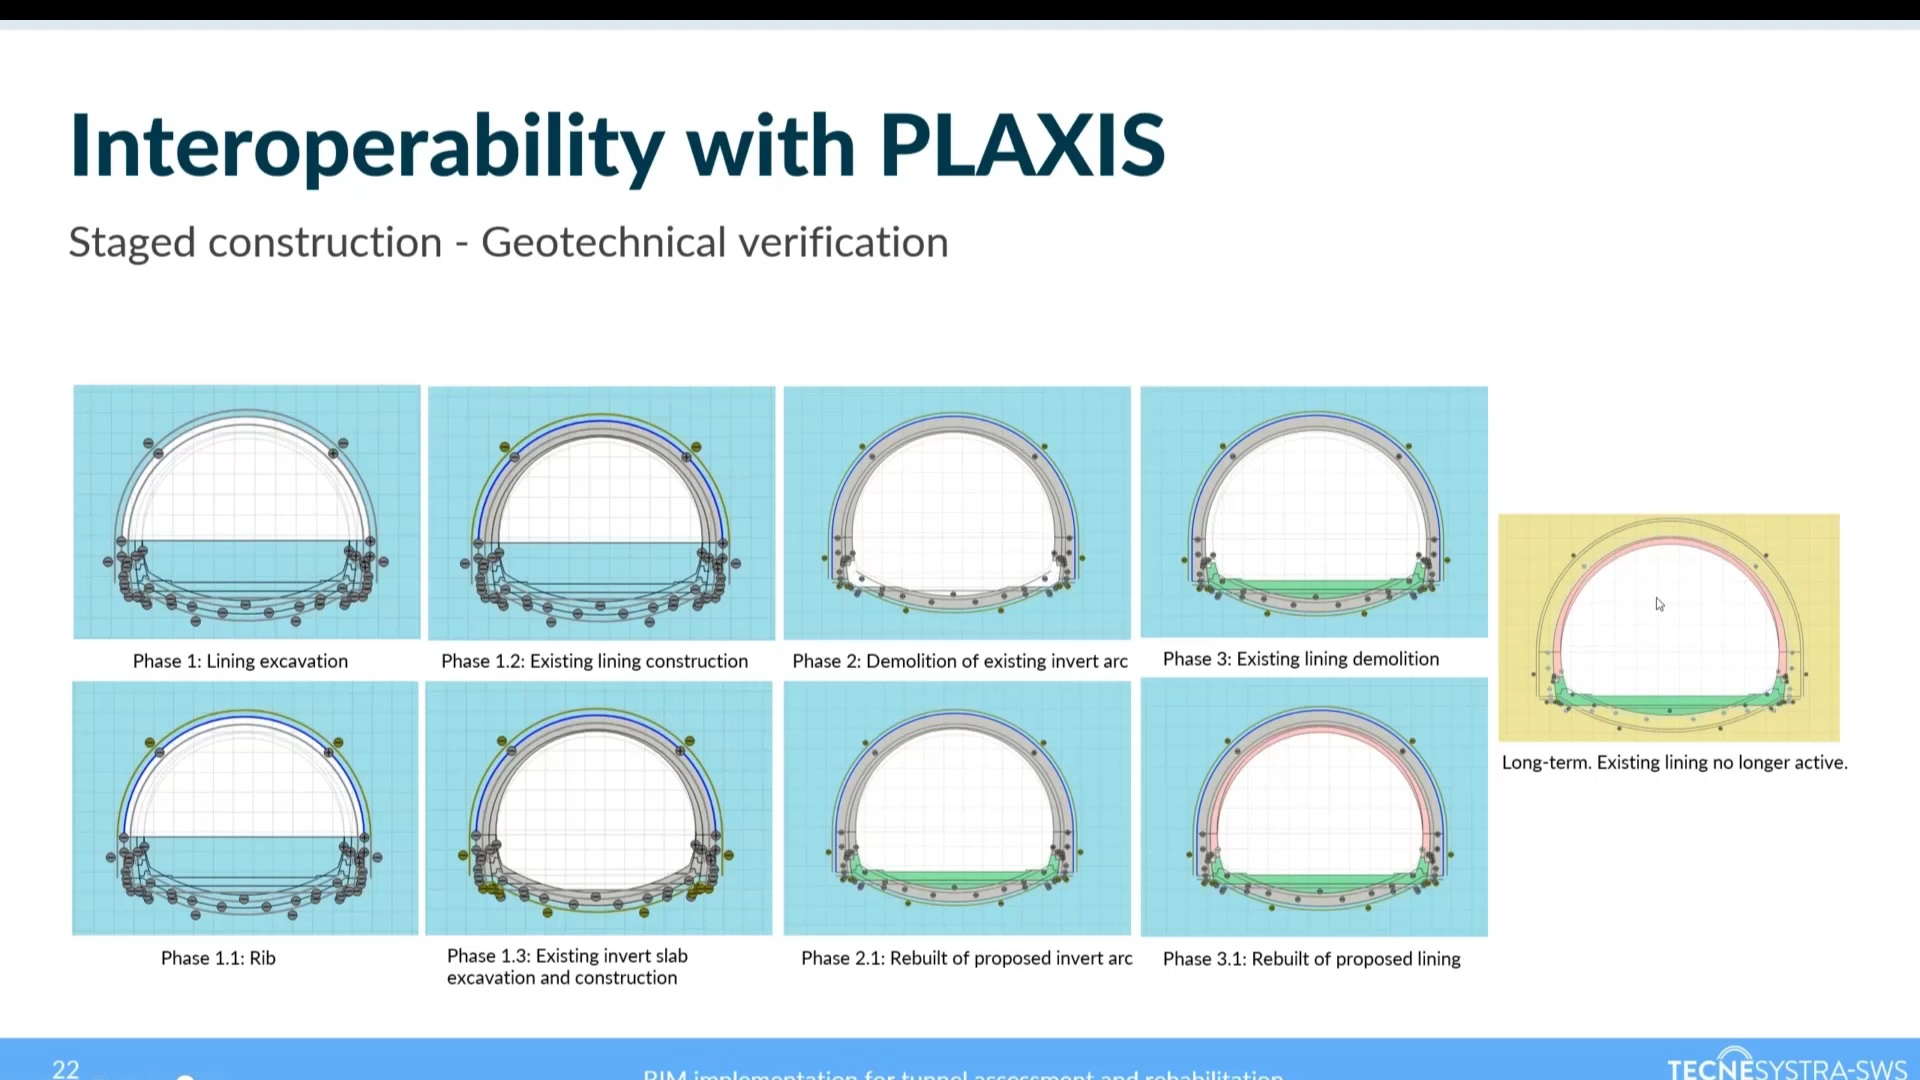 Interoperability with PLAXIS
Staged construction - Geotechnical verification
Phase 1: Lining excavation
Phase 1.2: Existing lining construction
Phase 2: Demolition of existing invert arc
Phase 3: Existing lining demolition
Long-term. Existing lining no longer active.
Phase 1.1: Rib
Phase 1.3: Existing invert slab
excavation and construction
Phase 2.1: Rebuilt of proposed invert arc
Phase 3.1: Rebuilt of proposed lining
22
BIM implementation for tunnel assessment and rehabilitation
TECNESYSTRA-SWS